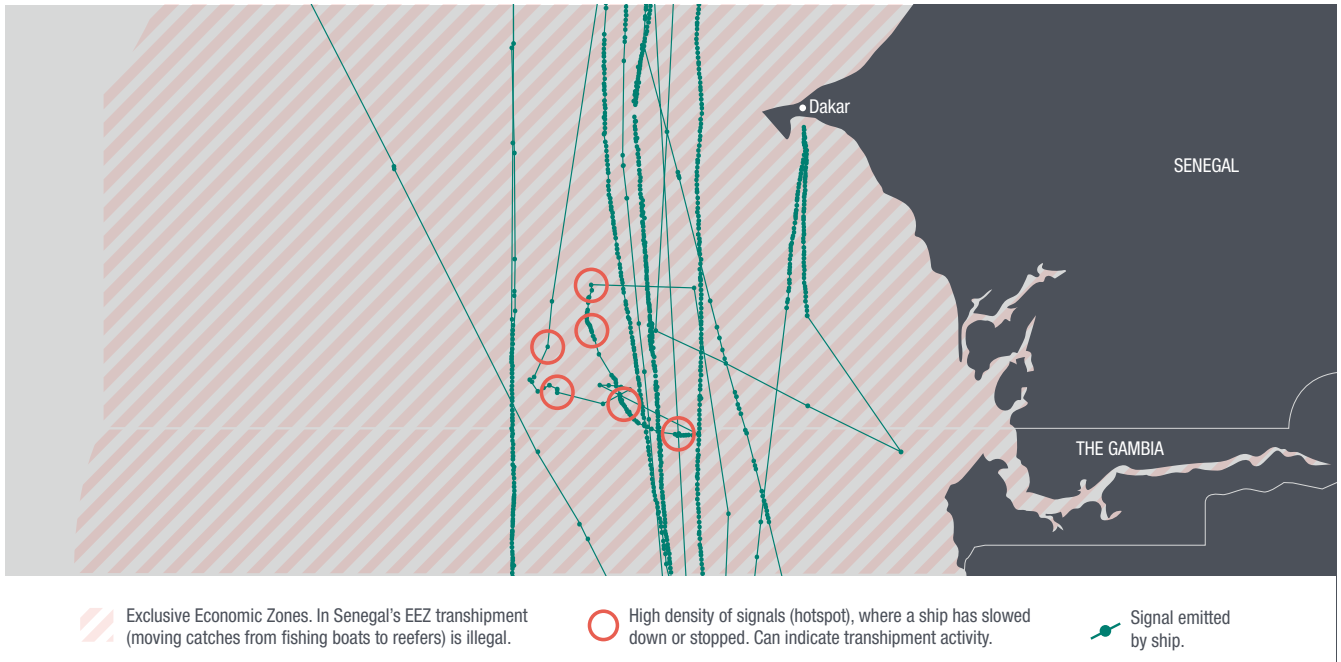 Dakar
SENEGAL
THE GAMBIA
Exclusive Economic Zones. In Senegal's EEZ transhipment
(moving catches from fishing boats to reefers) is illegal.
High density of signals (hotspot), where a ship has slowed
down or stopped. Can indicate transhipment activity.
Signal emitted
by ship.